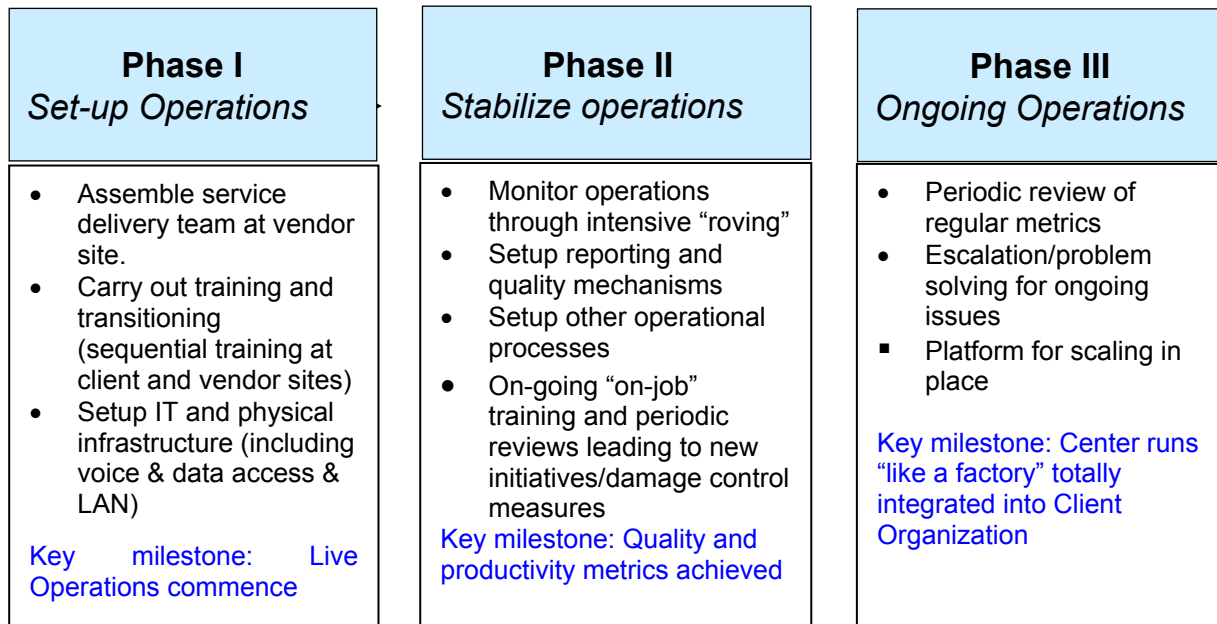 Phase I
Set-up Operations
• Assemble service
delivery team at vendor
site.
• Carry out training and
transitioning
(sequential training at
client and vendor sites)
• Setup IT and physical
infrastructure (including
voice & data access &
LAN)
Key milestone: Live
Operations commence
Phase II
Stabilize operations
• Monitor operations
through intensive “roving”
• Setup reporting and
quality mechanisms
• Setup other operational
processes
• On-going “on-job”
training and periodic
reviews leading to new
initiatives/damage control
measures
Key milestone: Quality and
productivity metrics achieved
Phase III
Ongoing Operations
• Periodic review of
regular metrics
• Escalation/problem
solving for ongoing
issues
▪ Platform for scaling in
place
Key milestone: Center runs
“like a factory” totally
integrated into Client
Organization